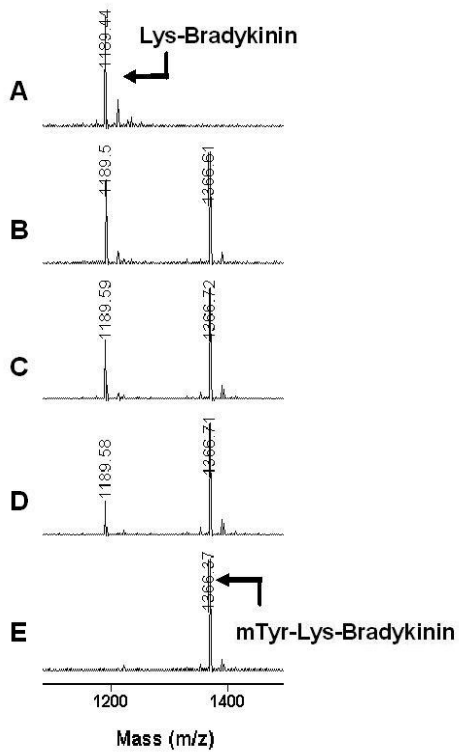 1189.44
Lys-Bradykinin
A
1189.5
1366.61
B
1189.59
1366.72
C
1189.58
1366.71
D
1366.37
E
mTyr-Lys-Bradykinin
1200 1400
Mass (m/z)